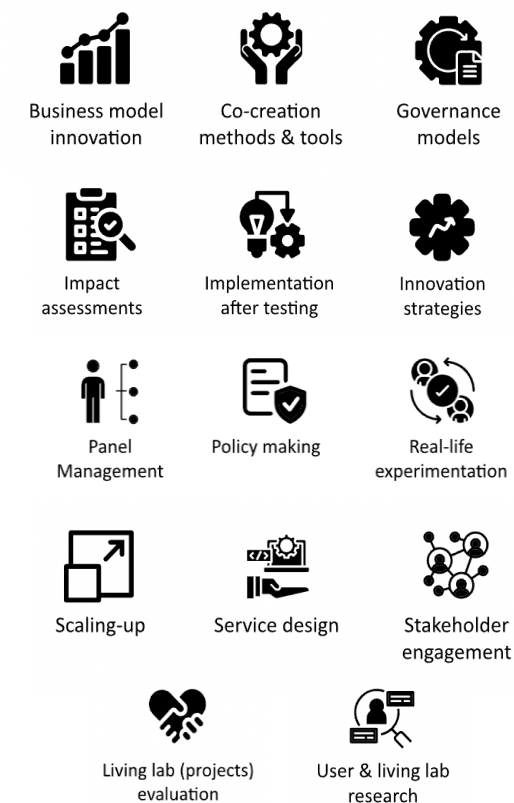 Business model
innovation
Co-creation
methods & tools
Governance
models
Impact
assessments
Implementation
after testing
Innovation
strategies
Panel
Management
Policy making
Real-life
experimentation
Scaling-up
Service design
Stakeholder
engagement
Living lab (projects)
evaluation
User & living lab
research